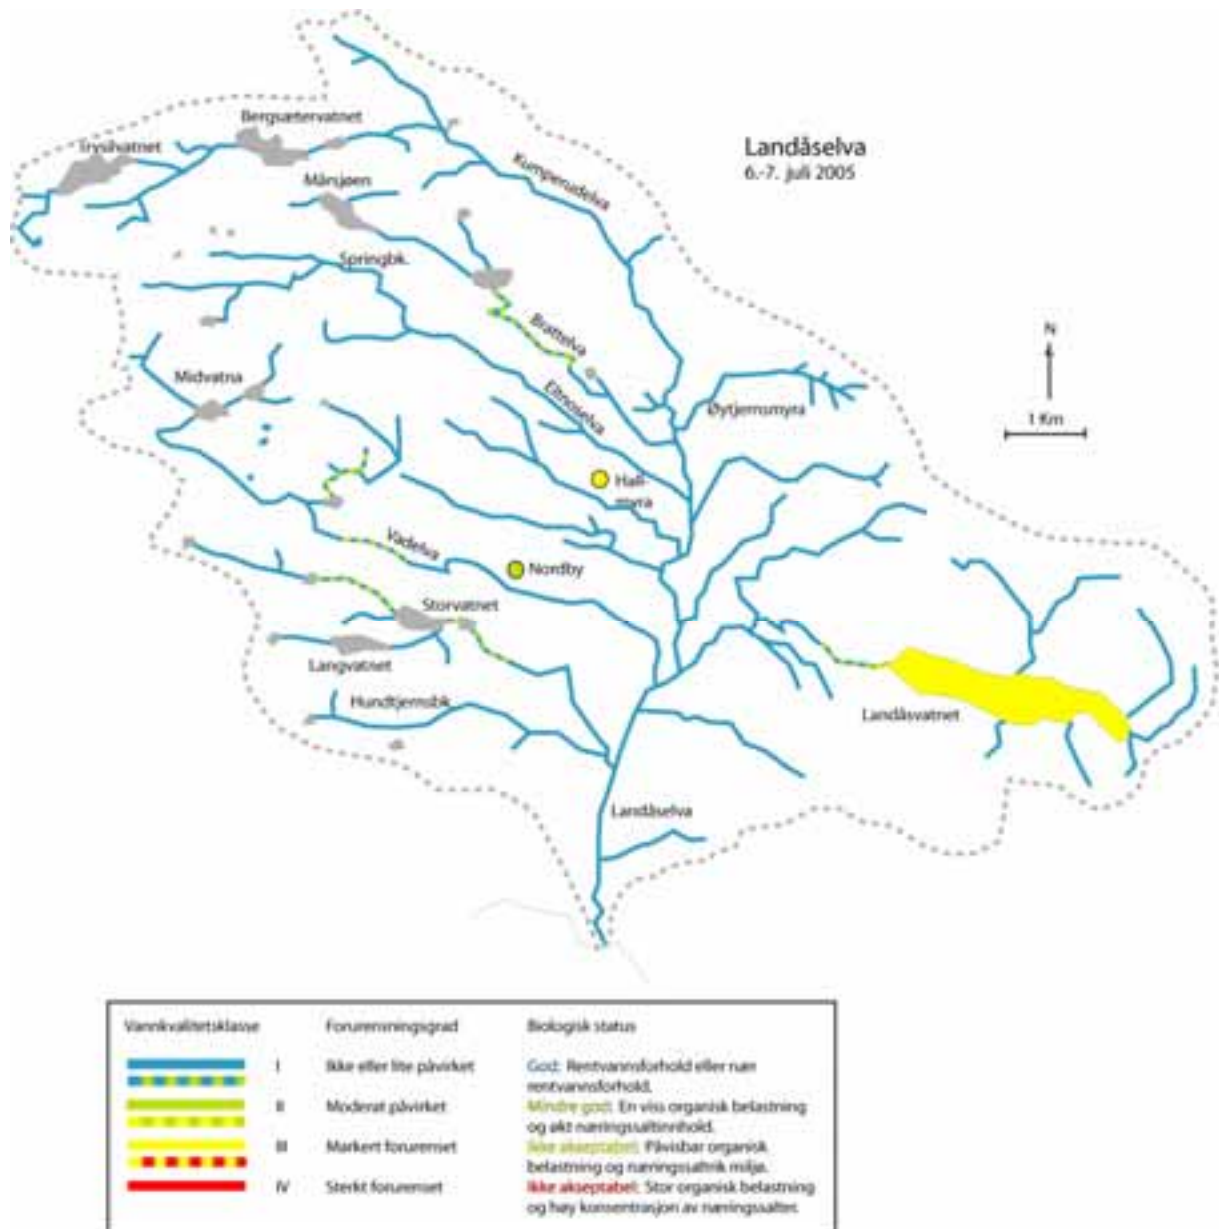 Bergsætervatnet
Trysilvatnet
Landåselva
6.-7. juli 2005
Kumperudelva
Mårsjøen
Springbk.
N
Brattelva
Midvatna
Eitnoselva
Øytjernsmyra
1 Km
Hall-
myra
Vadelva
Nordby
Storvatnet
Langvatnet
Hundtjernsbk.
Landåsvatnet
Landåselva
Vannkvalitetsklasse Forurensningsgrad Biologisk status
I Ikke eller lite påvirket God: Rentvannsforhold eller nær
rentvannsforhold.
II Moderat påvirket Mindre god: En viss organisk belastning
og økt næringssaltinnhold.
III Markert forurenset Ikke akseptabel: Påvisbar organisk
belastning og næringssaltrik miljø.
IV Sterkt forurenset Ikke akseptabel: Stor organisk belastning
og høy konsentrasjon av næringssalter.